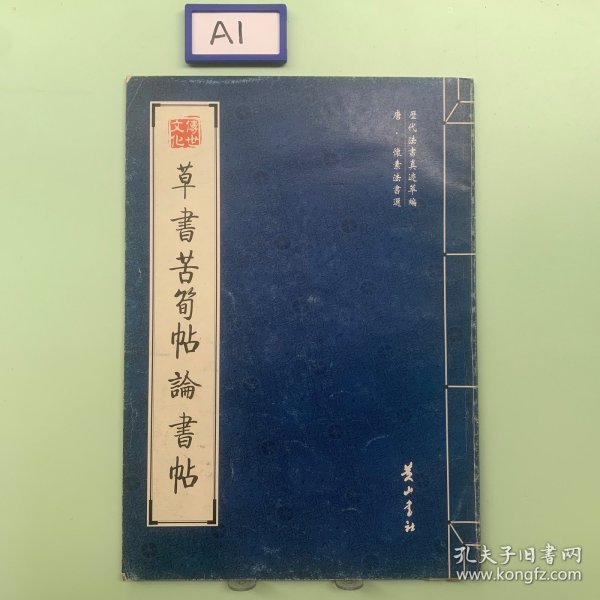 A1
歷代法書真迹萃編
唐·懷素法書選
傳世文化
草書苦筍帖論書帖
黄山書社
孔夫子旧书网
www.kongfz.com